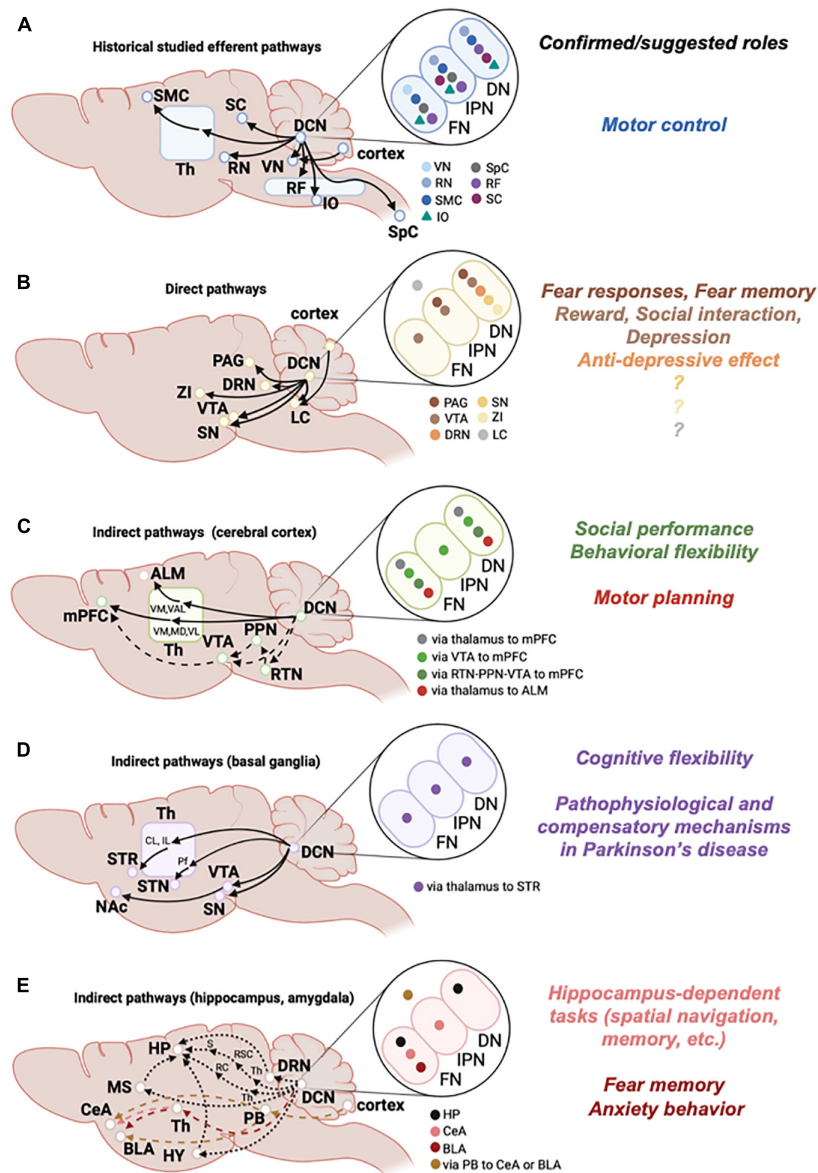 A
Historical studied efferent pathways
Confirmed/suggested roles
SMC
SC
DCN
DN
IPN
FN
Motor control
Th
RN
VN
cortex
RF
IO
SpC
VN
SpC
RN
RF
SMC
SC
IO
B
Direct pathways
cortex
Fear responses, Fear memory
Reward, Social interaction,
Depression
Anti-depressive effect
?
?
?
PAG
DCN
DRN
ZI
VTA
SN
LC
DN
IPN
FN
PAG
SN
VTA
ZI
DRN
LC
C
Indirect pathways (cerebral cortex)
Social performance
Behavioral flexibility
Motor planning
ALM
mPFC
VM,VAL
VM,MD,VL
Th
VTA
PPN
DCN
RTN
DN
IPN
FN
via thalamus to mPFC
via VTA to mPFC
via RTN-PPN-VTA to mPFC
via thalamus to ALM
D
Indirect pathways (basal ganglia)
Cognitive flexibility
Pathophysiological and
compensatory mechanisms
in Parkinson's disease
Th
CL, IL
Pf
STR
STN
VTA
DCN
NAc
SN
DN
IPN
FN
via thalamus to STR
E
Indirect pathways (hippocampus, amygdala)
Hippocampus-dependent
tasks (spatial navigation,
memory, etc.)
Fear memory
Anxiety behavior
HP
S
RSC
RC
Th
Th
DRN
MS
DCN
CeA
Th
PB
cortex
BLA
HY
DN
IPN
FN
HP
CeA
BLA
via PB to CeA or BLA